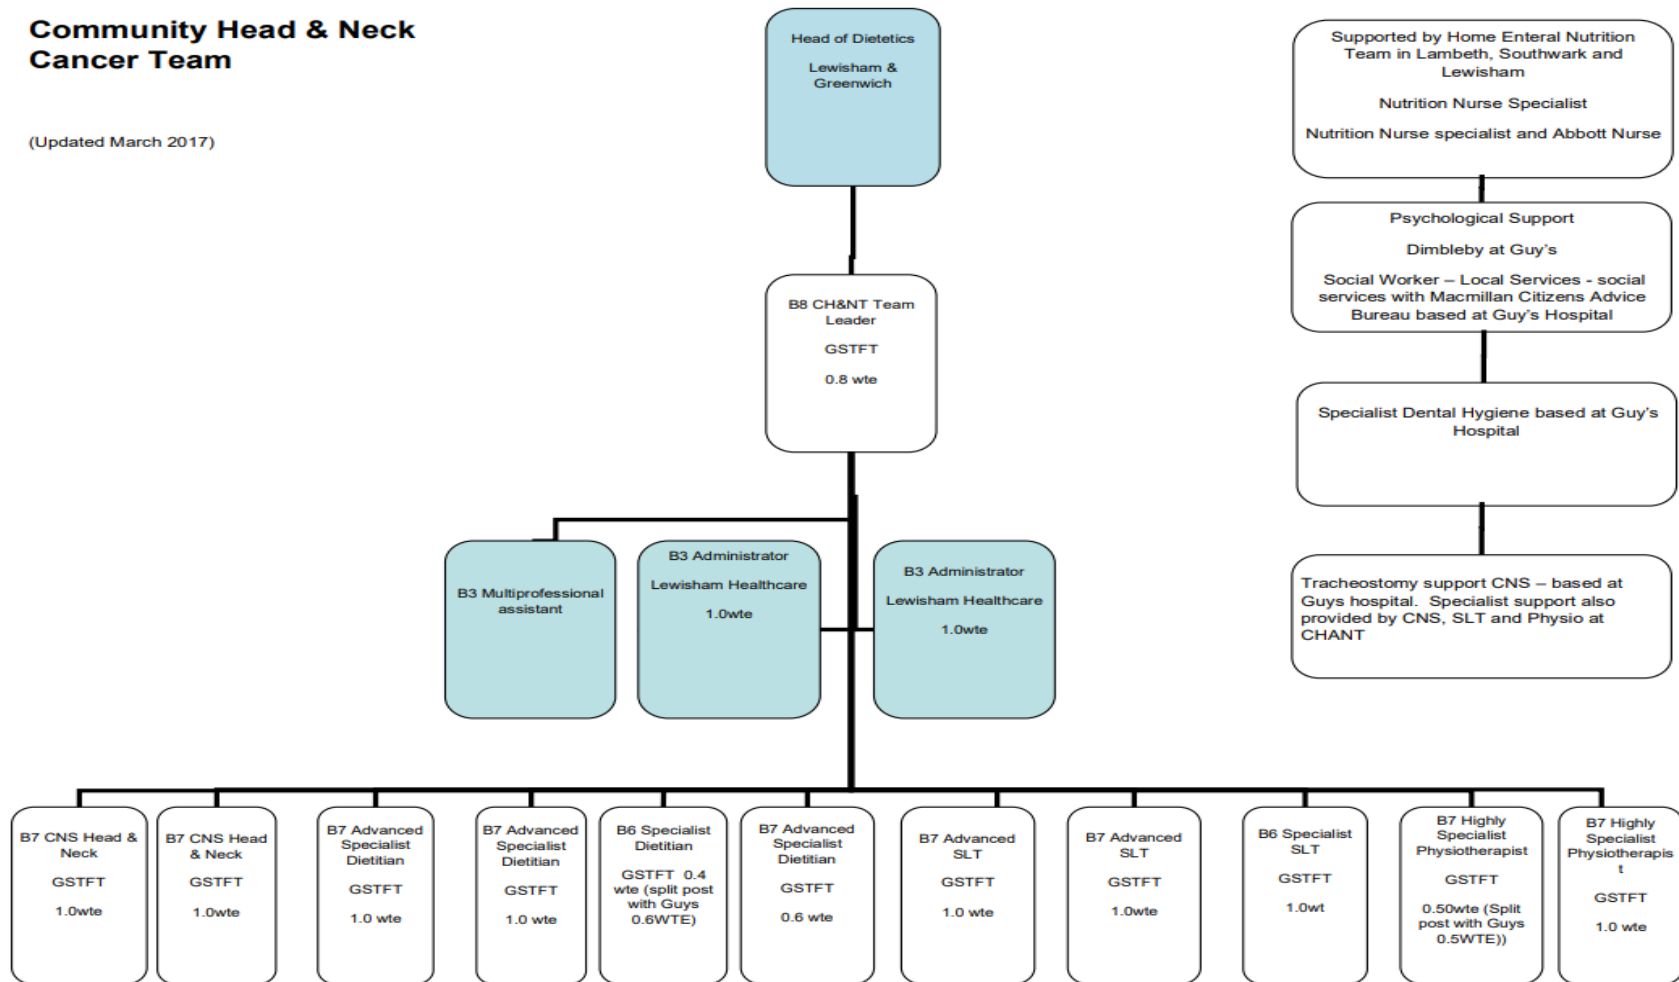 Community Head & Neck
Cancer Team
(Updated March 2017)
Head of Dietetics
Lewisham &
Greenwich
B8 CH&NT Team
Leader
GSTFT
0.8 wte
B3 Multiprofessional
assistant
B3 Administrator
Lewisham Healthcare
1.0wte
B3 Administrator
Lewisham Healthcare
1.0wte
B7 CNS Head &
Neck
GSTFT
1.0wte
B7 CNS Head
& Neck
GSTFT
1.0wte
B7 Advanced
Specialist
Dietitian
GSTFT
1.0 wte
B7 Advanced
Specialist
Dietitian
GSTFT
1.0 wte
B6 Specialist
Dietitian
GSTFT 0.4
wte (split post
with Guys
0.6WTE)
B7 Advanced
Specialist
Dietitian
GSTFT
0.6 wte
B7 Advanced
SLT
GSTFT
1.0 wte
B7 Advanced
SLT
GSTFT
1.0wte
B6 Specialist
SLT
GSTFT
1.0wt
B7 Highly
Specialist
Physiotherapist
GSTFT
0.50wte (Split
post with Guys
0.5WTE))
B7 Highly
Specialist
Physiotherapis
t
GSTFT
1.0 wte
Supported by Home Enteral Nutrition
Team in Lambeth, Southwark and
Lewisham
Nutrition Nurse Specialist
Nutrition Nurse specialist and Abbott Nurse
Psychological Support
Dimbleby at Guy's
Social Worker – Local Services - social
services with Macmillan Citizens Advice
Bureau based at Guy's Hospital
Specialist Dental Hygiene based at Guy's
Hospital
Tracheostomy support CNS – based at
Guys hospital. Specialist support also
provided by CNS, SLT and Physio at
CHANT